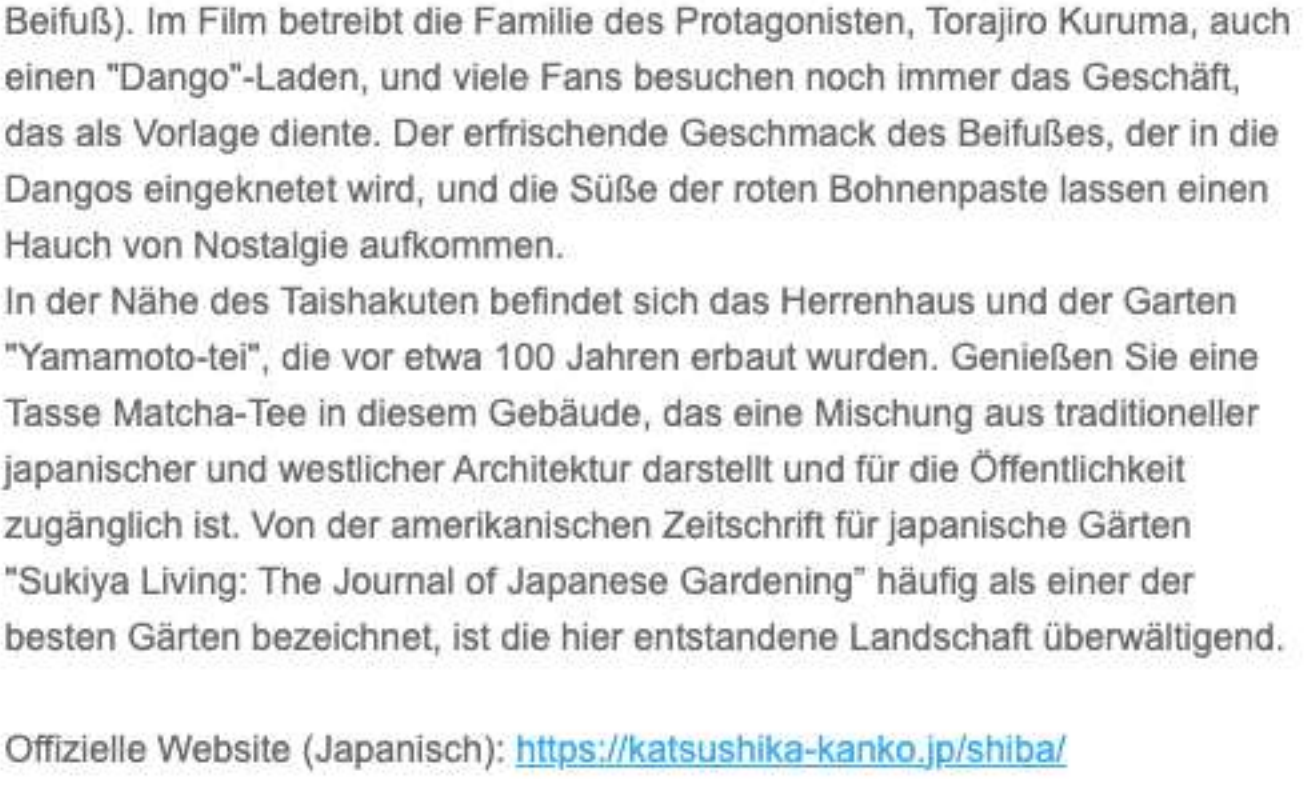 Beifuß). Im Film betreibt die Familie des Protagonisten, Torajiro Kuruma, auch
einen "Dango"-Laden, und viele Fans besuchen noch immer das Geschäft,
das als Vorlage diente. Der erfrischende Geschmack des Beifußes, der in die
Dangos eingeknetet wird, und die Süße der roten Bohnenpaste lassen einen
Hauch von Nostalgie aufkommen.
In der Nähe des Taishakuten befindet sich das Herrenhaus und der Garten
"Yamamoto-tei", die vor etwa 100 Jahren erbaut wurden. Genießen Sie eine
Tasse Matcha-Tee in diesem Gebäude, das eine Mischung aus traditioneller
japanischer und westlicher Architektur darstellt und für die Öffentlichkeit
zugänglich ist. Von der amerikanischen Zeitschrift für japanische Gärten
"Sukiya Living: The Journal of Japanese Gardening" häufig als einer der
besten Gärten bezeichnet, ist die hier entstandene Landschaft überwältigend.
Offizielle Website (Japanisch): https://katsushika-kanko.jp/shiba/